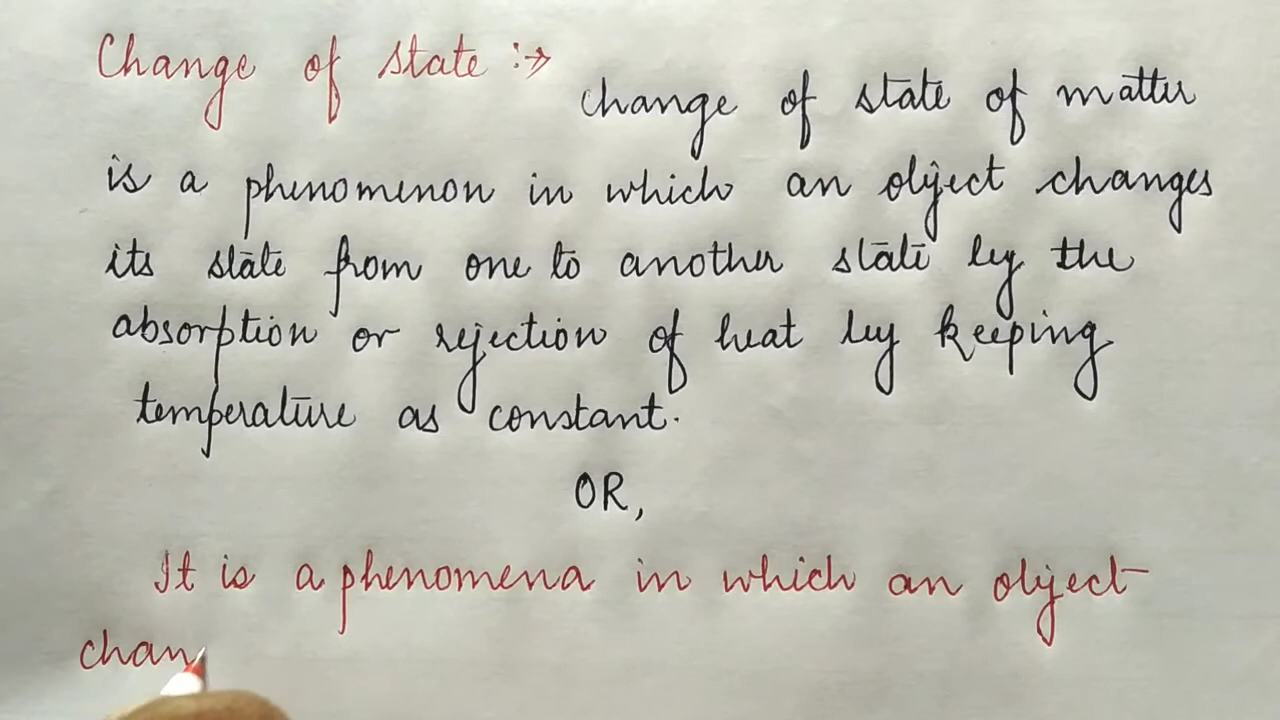 Change of state :→
change of state of matter
is a phenomenon in which an object changes
its state from one to another state by the
absorption or rejection of heat by keeping
temperature as constant.
OR,
It is a phenomena in which an object
chan